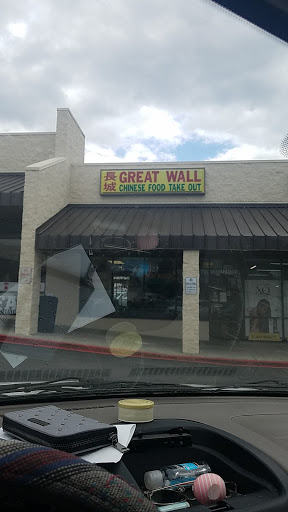 長城 GREAT WALL
CHINESE FOOD TAKE OUT